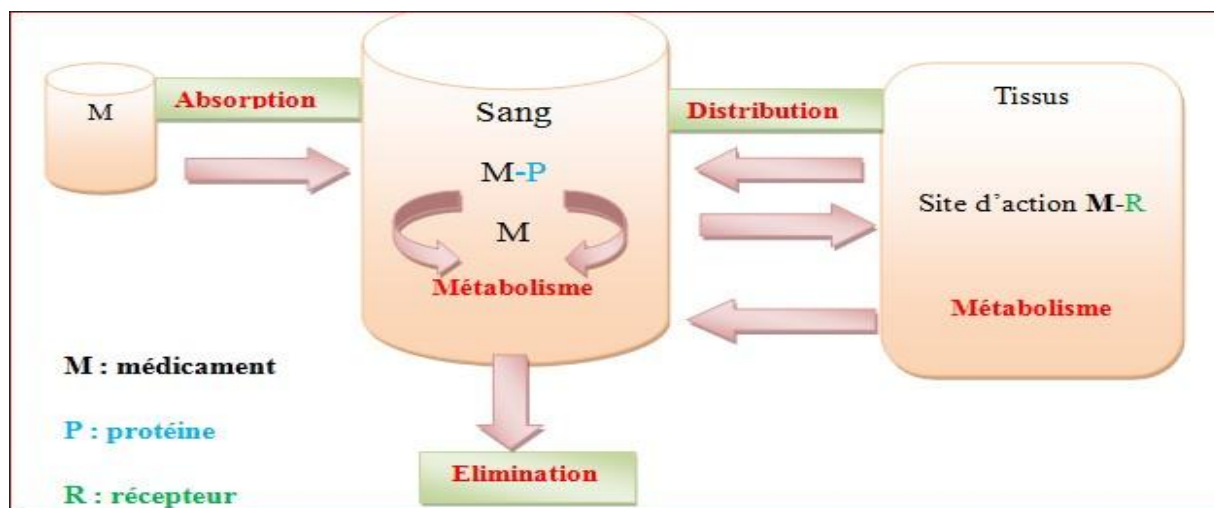 M
Absorption
Sang
M-P
M
Métabolisme
Distribution
Tissus
Site d'action M-R
Métabolisme
Elimination
M : médicament
P : protéine
R : récepteur